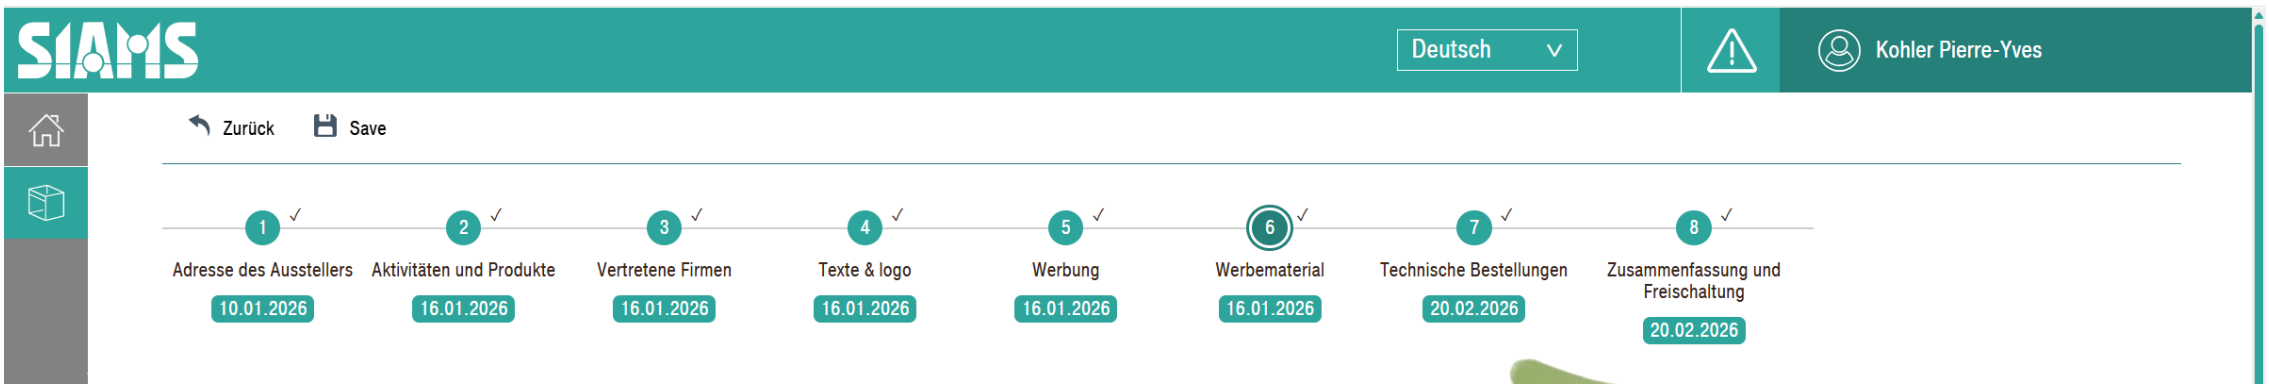 SIAMS
Deutsch
Kohler Pierre-Yves
Zurück
Save
1
2
3
4
5
6
7
8
Adresse des Ausstellers
Aktivitäten und Produkte
Vertretene Firmen
Texte & logo
Werbung
Werbematerial
Technische Bestellungen
Zusammenfassung und
Freischaltung
10.01.2026
16.01.2026
16.01.2026
16.01.2026
16.01.2026
16.01.2026
20.02.2026
20.02.2026